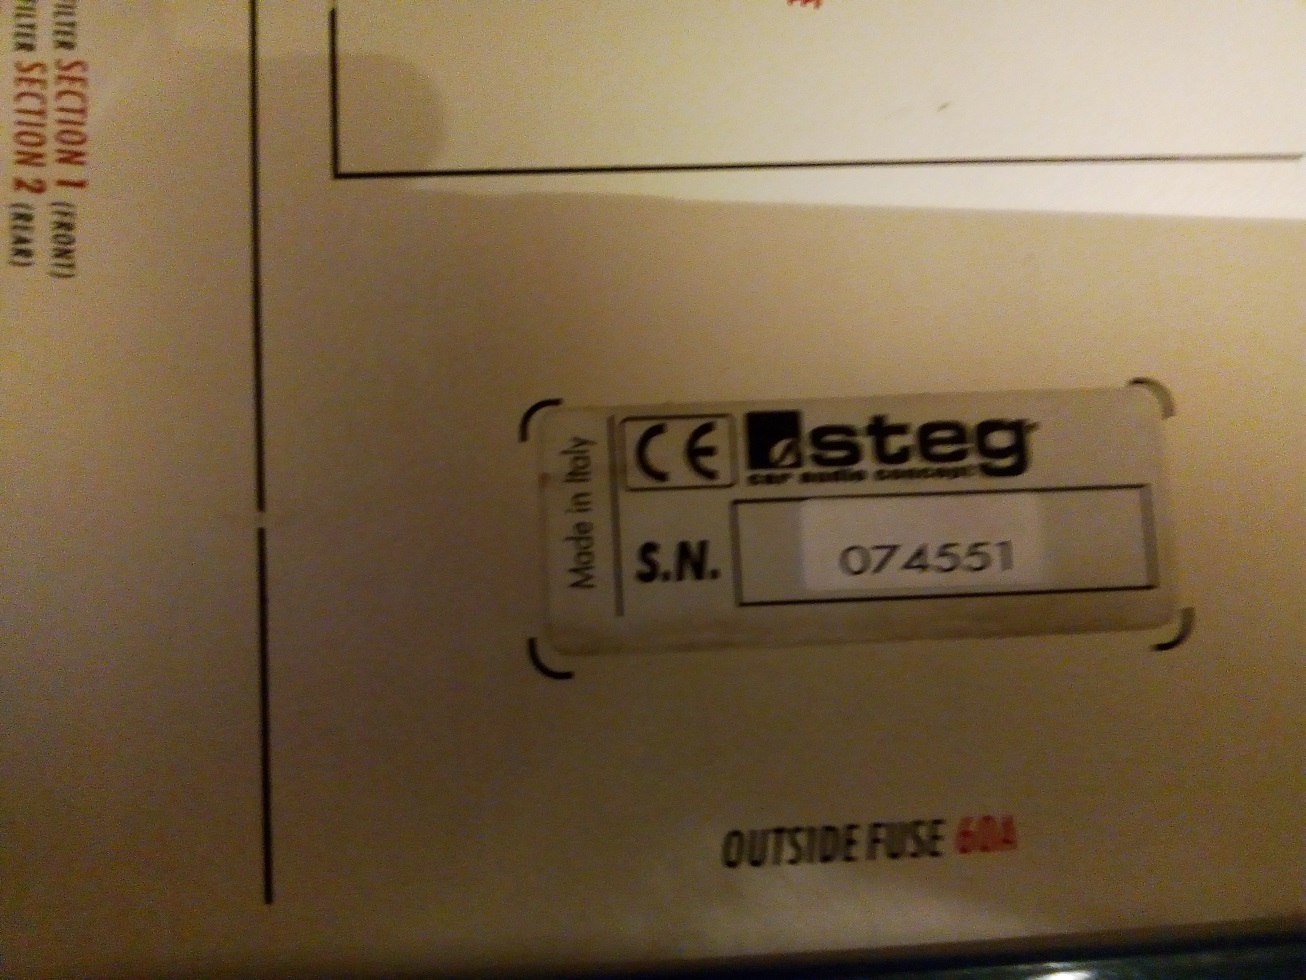 FILTER SECTION 1 (FRONT)
FILTER SECTION 2 (REAR)
Made in Italy
CE
steg
car audio concept
S.N.
074551
OUTSIDE FUSE 60A